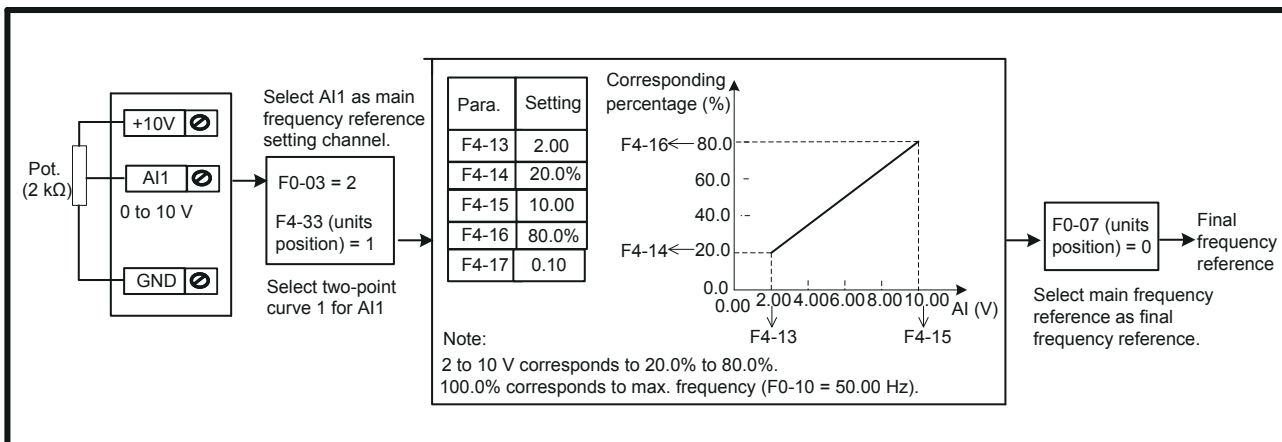 +10V
Pot.
(2 kΩ)
AI1
0 to 10 V
GND
Select AI1 as main
frequency reference
setting channel.
F0-03 = 2
F4-33 (units
position) = 1
Select two-point
curve 1 for AI1
Para. Setting
F4-13 2.00
F4-14 20.0%
F4-15 10.00
F4-16 80.0%
F4-17 0.10
Corresponding
percentage (%)
F4-16 80.0
60.0
40.0
F4-14 20.0
0.0
0.00 2.00 4.00 6.00 8.00 10.00 AI (V)
F4-13 F4-15
Note:
2 to 10 V corresponds to 20.0% to 80.0%.
100.0% corresponds to max. frequency (F0-10 = 50.00 Hz).
F0-07 (units
position) = 0
Select main frequency
reference as final
frequency reference.
Final
frequency
reference